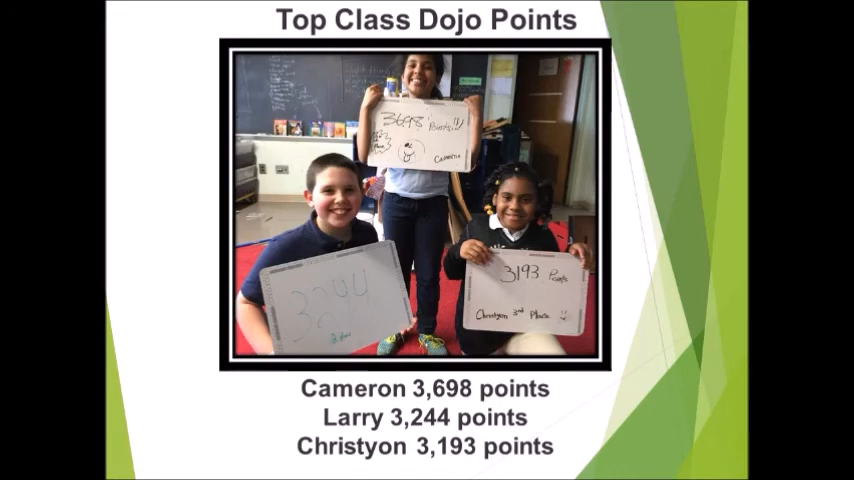 Top Class Dojo Points
3698 Points!!!
Place
Cameron
3244
3193 Points
Christyon 3rd Place
Cameron 3,698 points
Larry 3,244 points
Christyon 3,193 points